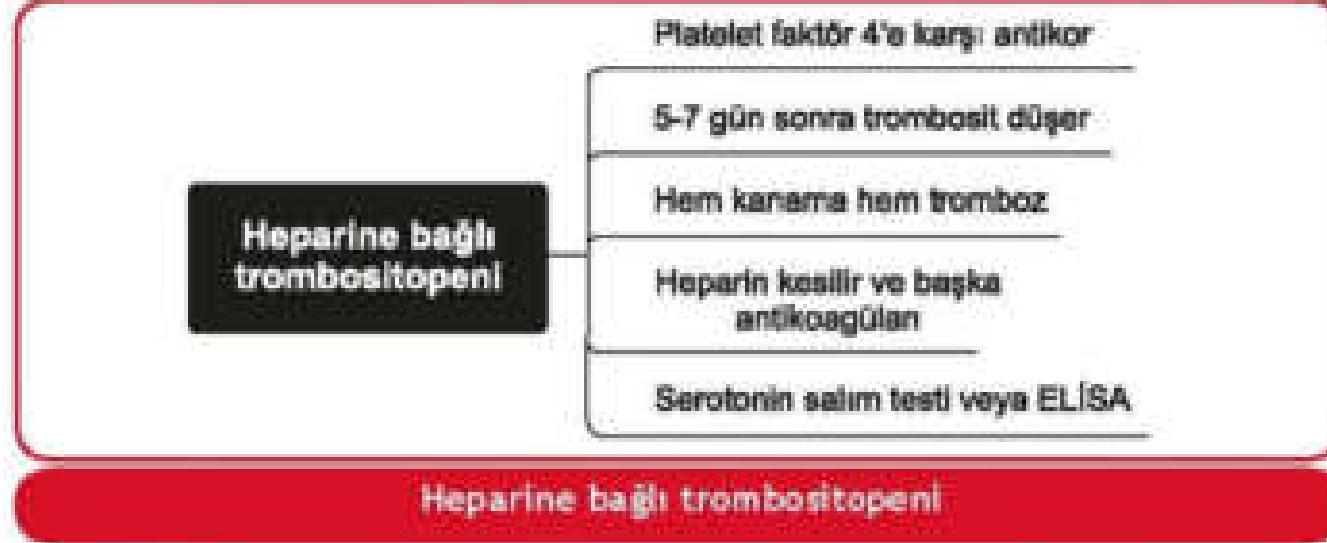 Platelet faktör 4'e karşı antikor
5-7 gün sonra trombosit düşer
Hem kanama hem tromboz
Heparine bağlı
trombositopeni
Heparin kesilir ve başka
antikoagülan
Serotonin salım testi veya ELİSA
Heparine bağlı trombositopeni